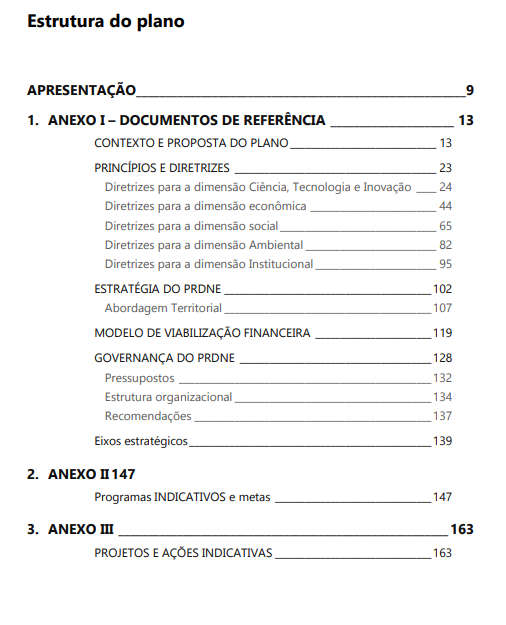 Estrutura do plano
APRESENTAÇÃO 9
1. ANEXO I – DOCUMENTOS DE REFERÊNCIA 13
CONTEXTO E PROPOSTA DO PLANO 13
PRINCÍPIOS E DIRETRIZES 23
Diretrizes para a dimensão Ciência, Tecnologia e Inovação 24
Diretrizes para a dimensão econômica 44
Diretrizes para a dimensão social 65
Diretrizes para a dimensão Ambiental 82
Diretrizes para a dimensão Institucional 95
ESTRATÉGIA DO PRDNE 102
Abordagem Territorial 107
MODELO DE VIABILIZAÇÃO FINANCEIRA 119
GOVERNANÇA DO PRDNE 128
Pressupostos 132
Estrutura organizacional 134
Recomendações 137
Eixos estratégicos 139
2. ANEXO II 147
Programas INDICATIVOS e metas 147
3. ANEXO III 163
PROJETOS E AÇÕES INDICATIVAS 163